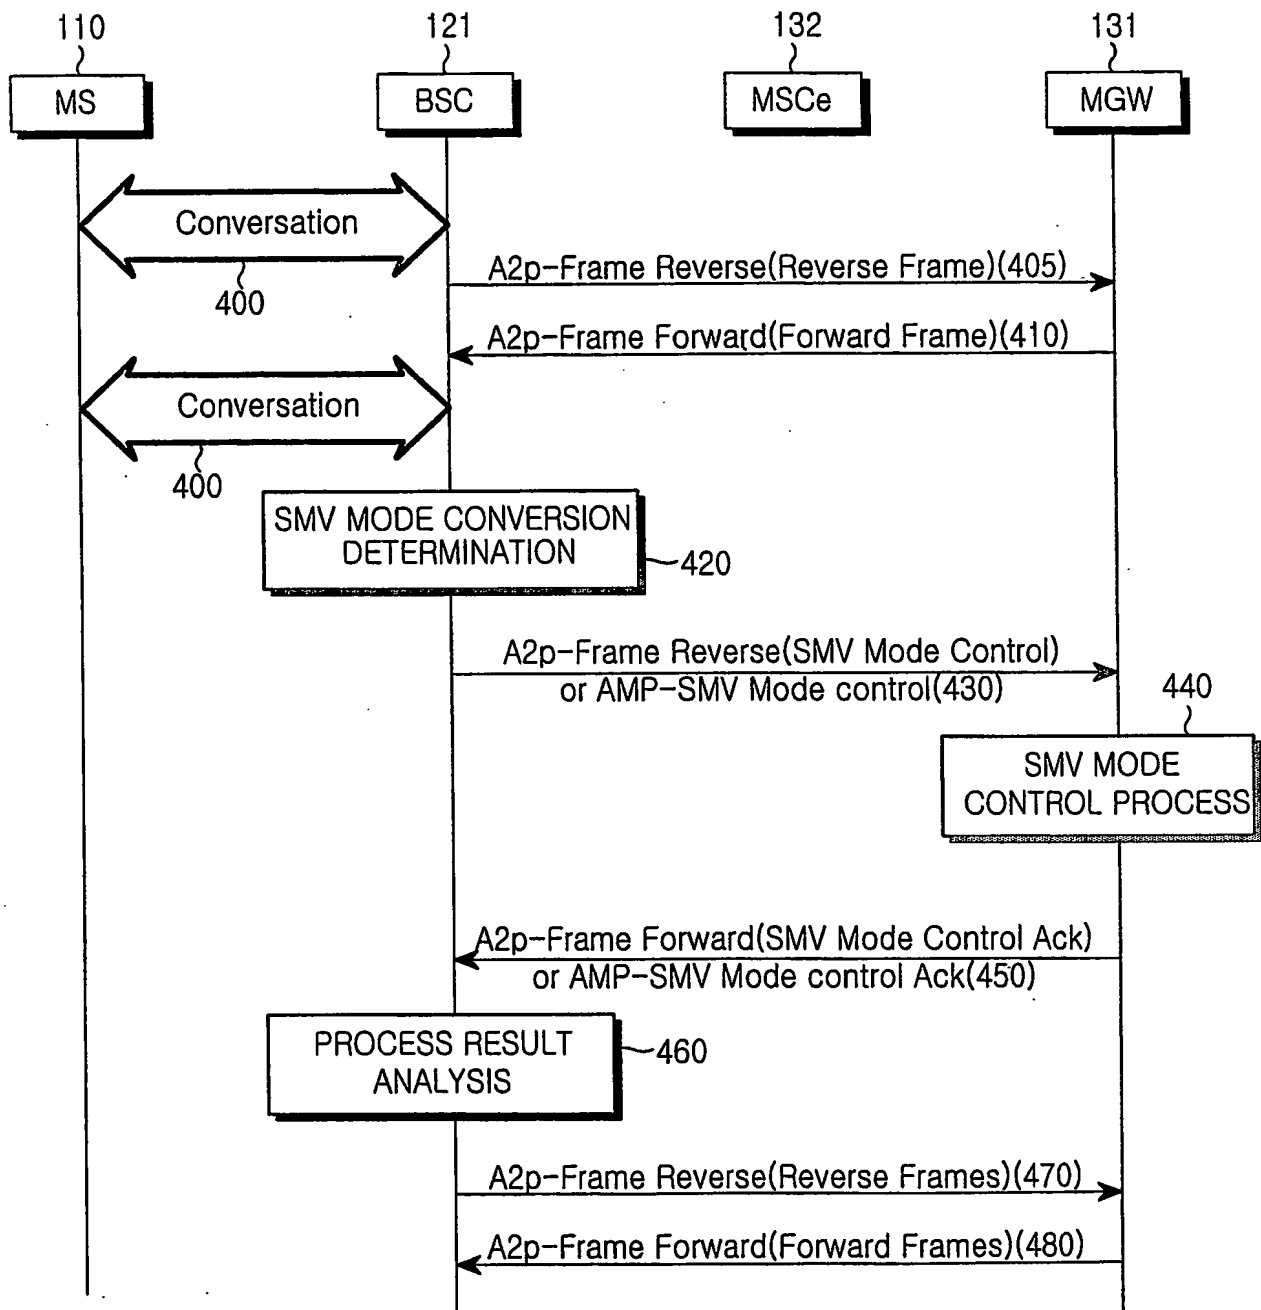 110
121
132
131
MS
BSC
MSCe
MGW
Conversation
400
A2p-Frame Reverse(Reverse Frame)(405)
A2p-Frame Forward(Forward Frame)(410)
Conversation
400
SMV MODE CONVERSION
DETERMINATION
420
A2p-Frame Reverse(SMV Mode Control)
or AMP-SMV Mode control(430)
440
SMV MODE
CONTROL PROCESS
A2p-Frame Forward(SMV Mode Control Ack)
or AMP-SMV Mode control Ack(450)
PROCESS RESULT
ANALYSIS
460
A2p-Frame Reverse(Reverse Frames)(470)
A2p-Frame Forward(Forward Frames)(480)